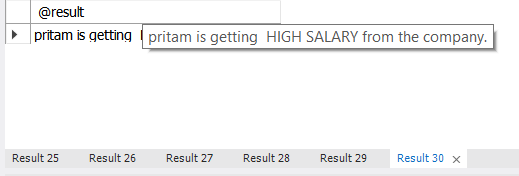 @result
pritam is getting
pritam is getting  HIGH SALARY from the company.
Result 25 Result 26 Result 27 Result 28 Result 29 Result 30